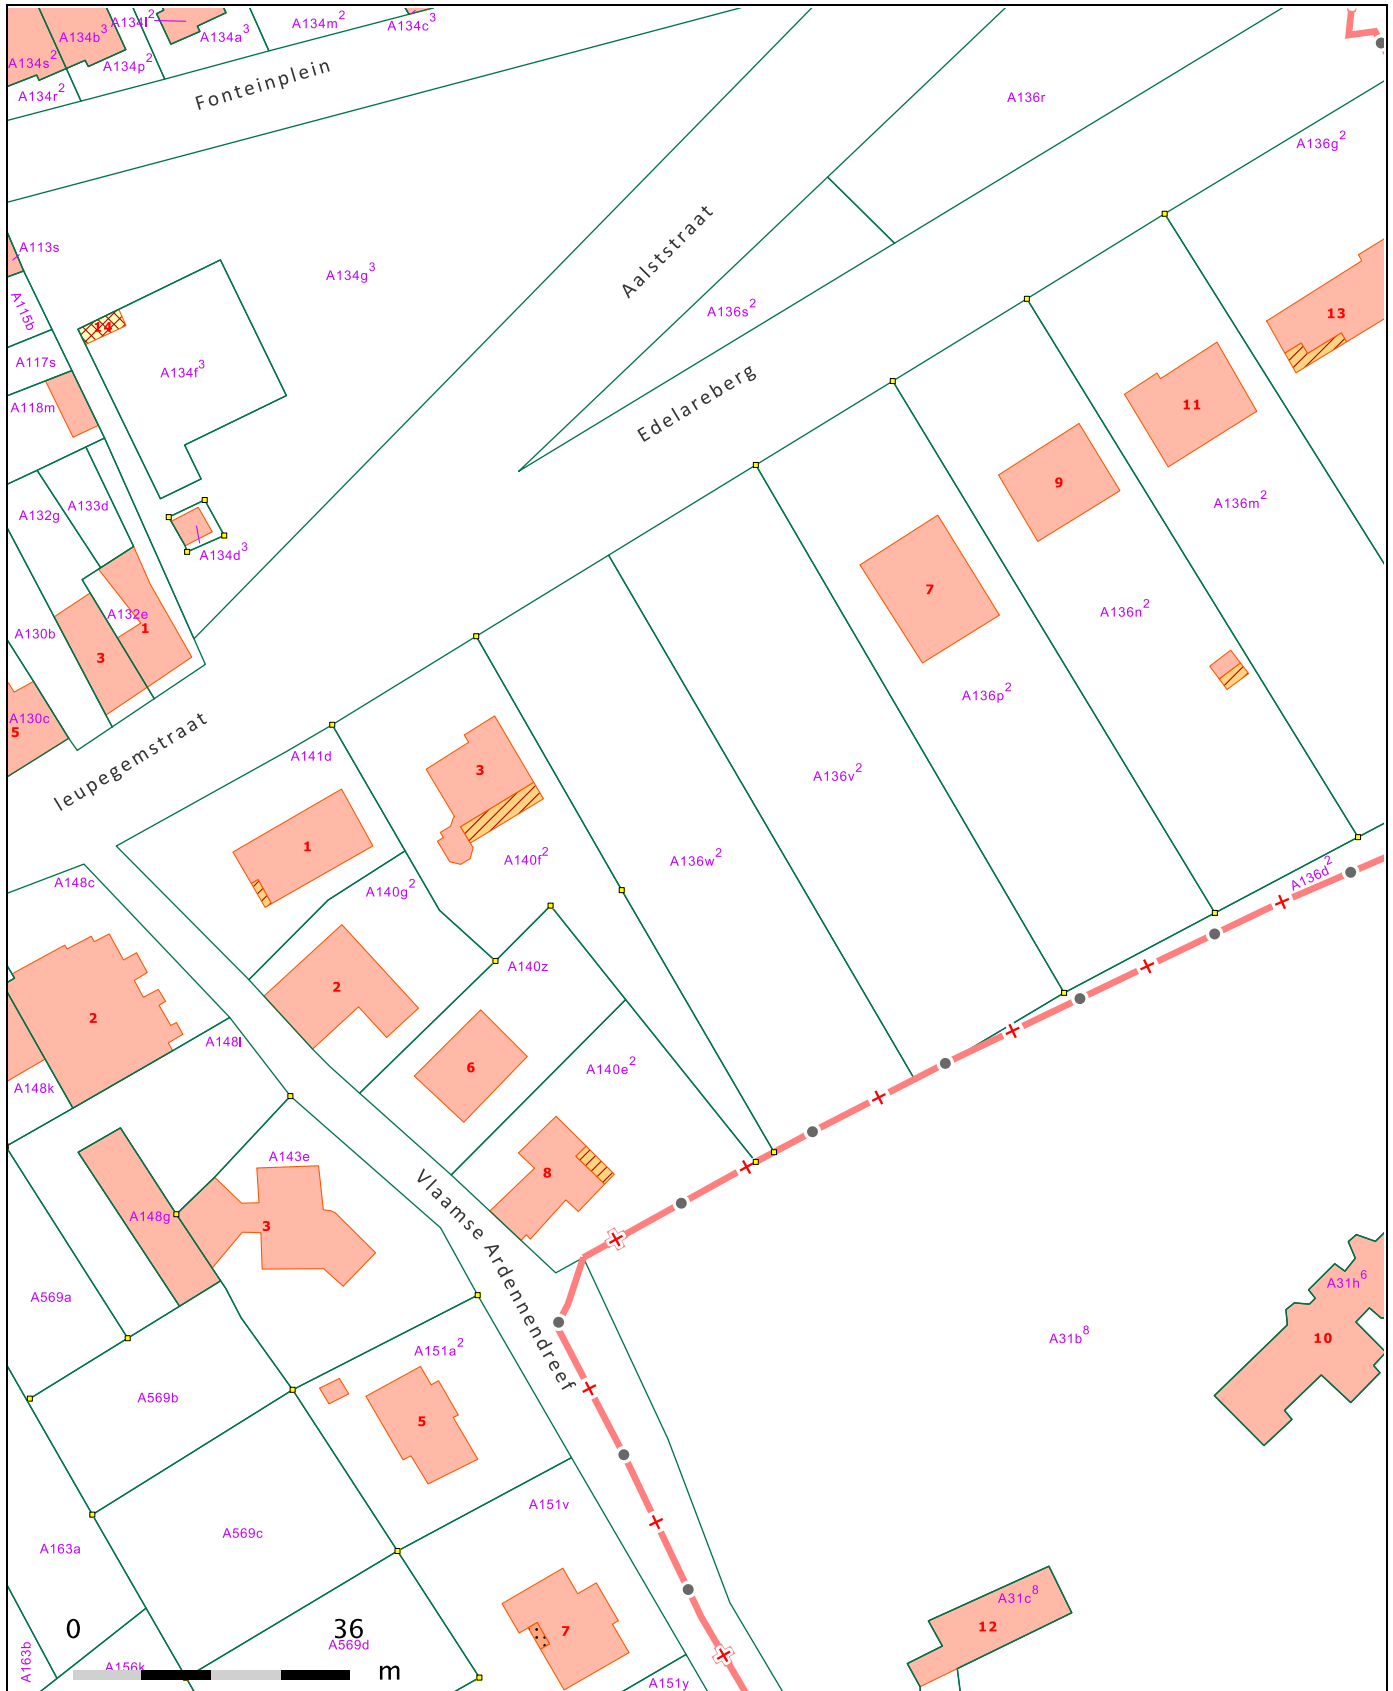 A134l²
A134m²
A134c³
A134b³
A134a³
A134s²
A134p²
A134r²
Fonteinplein
A136r
A136g²
A113s
A134g³
Aalststraat
A115b
14
A136s²
13
A117s
A134f³
Edelareberg
A118m
11
9
A133d
A132g
A136m²
A134d³
7
A132e
1
A136n²
A130b
3
A136p²
A130c
5
leupegemstraat
A141d
3
A136v²
1
A140f²
A136w²
A148c
A140g²
A136d²
A140z
2
2
A148l
6
A140e²
A148k
A143e
8
Vlaamse Ardennendreef
A148g
3
A569a
A31h⁶
10
A31b⁸
A151a²
A569b
5
A151v
A569c
A163a
A31c⁸
12
7
0 36
m
A569d
A163b
A156k
A151y